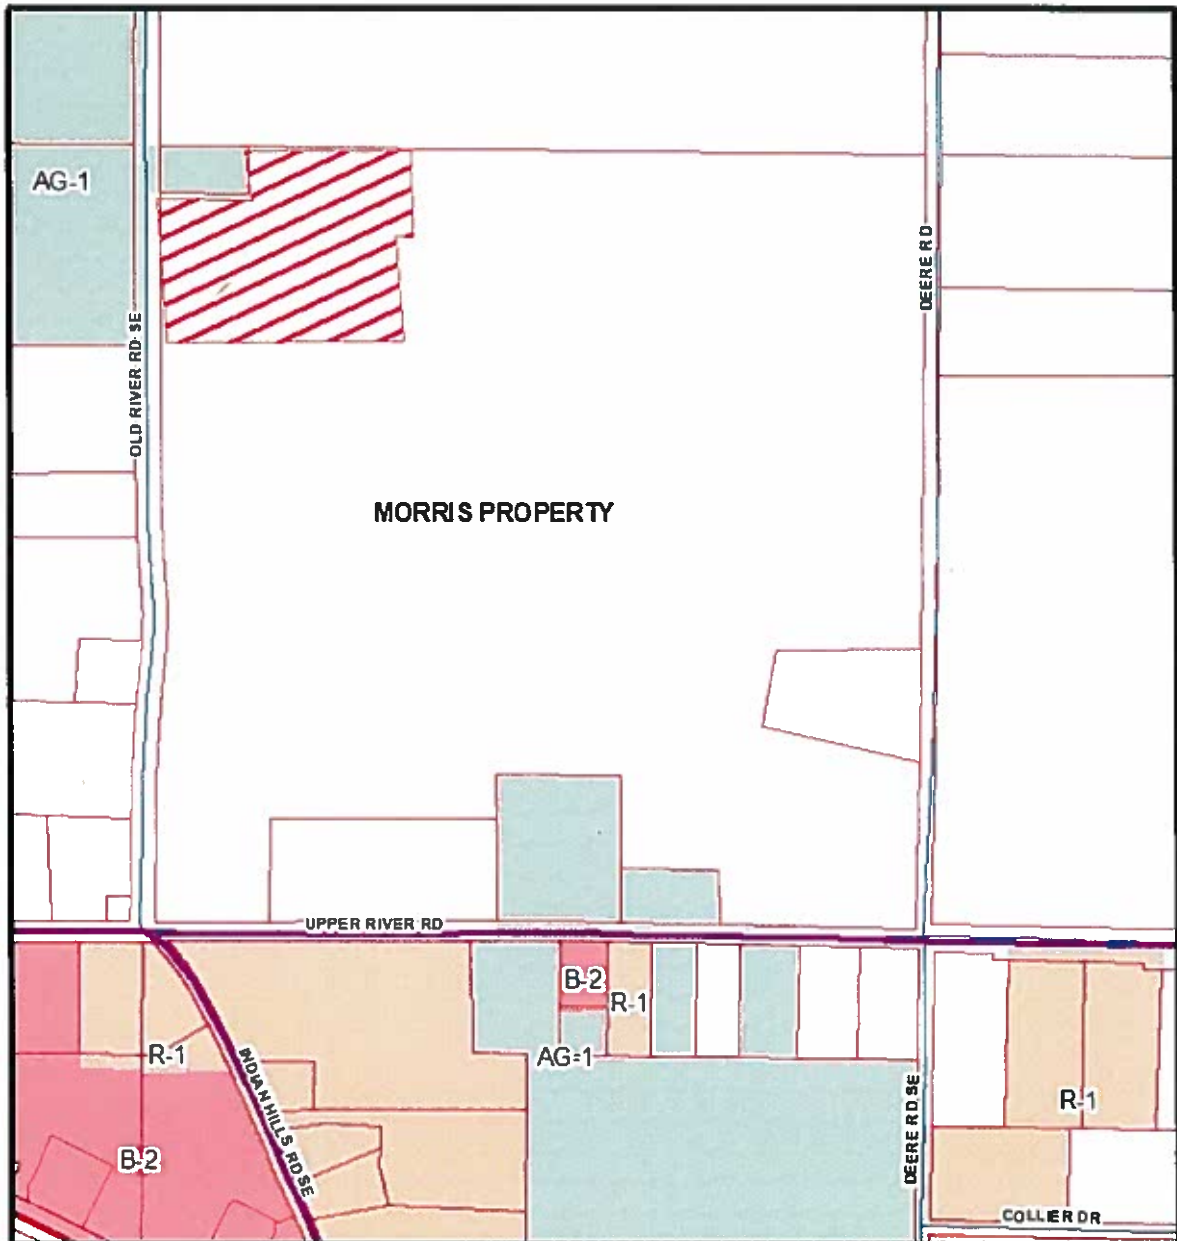 AG-1
DEERE RD
OLD RIVER RD SE
MORRIS PROPERTY
UPPER RIVER RD
B-2
R-1
R-1
AG-1
INDIAN HILLS RD SE
DEERE RD SE
R-1
B-2
COLLIER DR